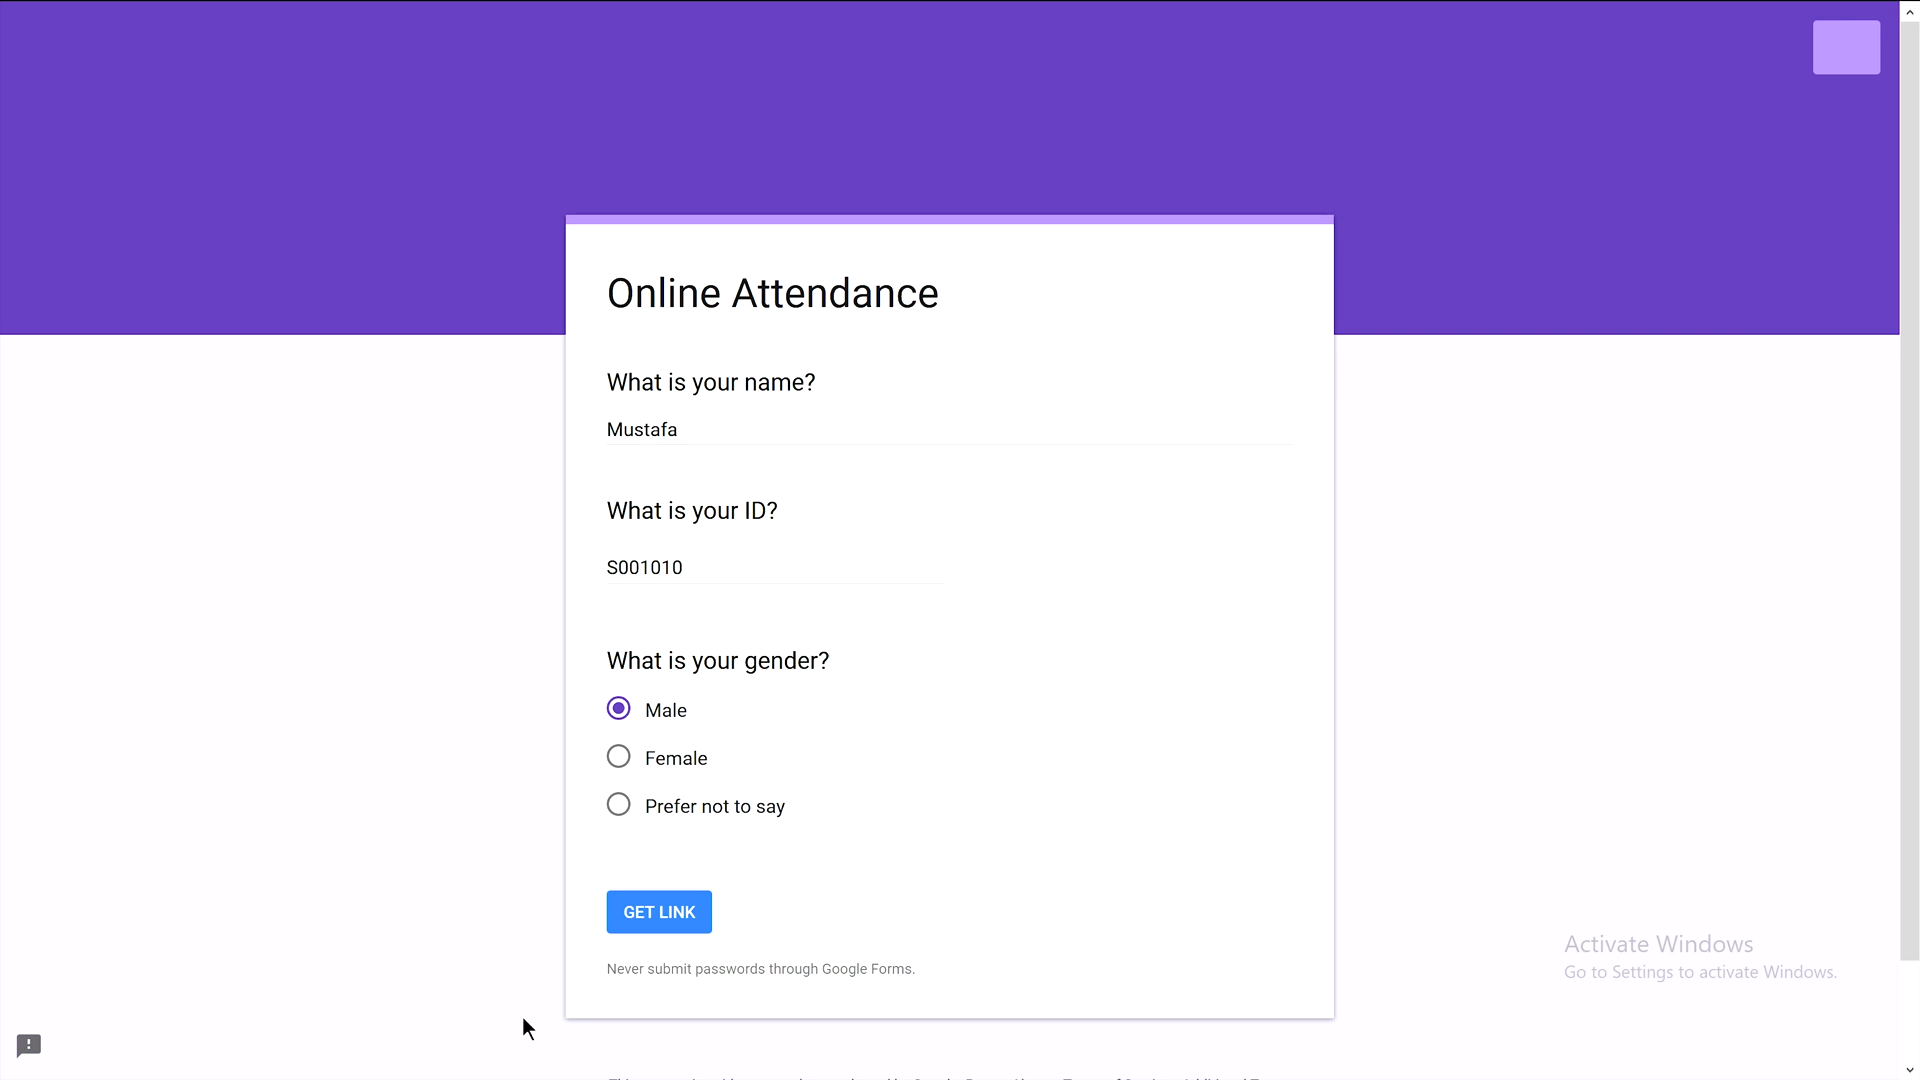 Online Attendance
What is your name?
Mustafa
What is your ID?
S001010
What is your gender?
Male
Female
Prefer not to say
GET LINK
Never submit passwords through Google Forms.
Activate Windows
Go to Settings to activate Windows.